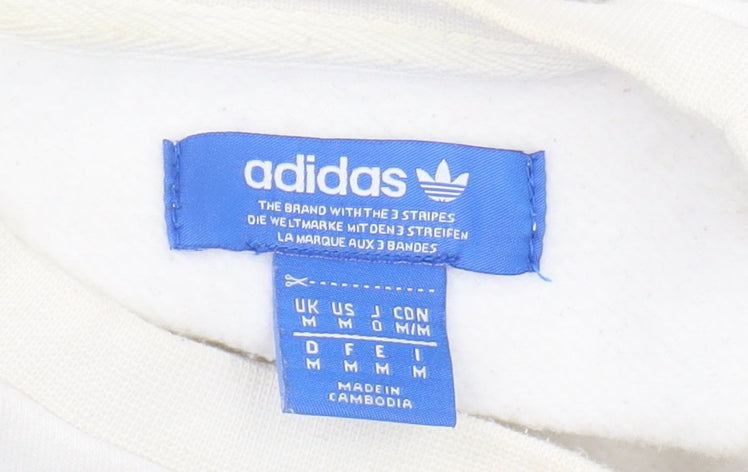 adidas
THE BRAND WITH THE 3 STRIPES
DIE WELTMARKE MIT DEN 3 STREIFEN
LA MARQUE AUX 3 BANDES
UK US J CDN
M M O M/M
D F E I
M M M M
MADE IN
CAMBODIA